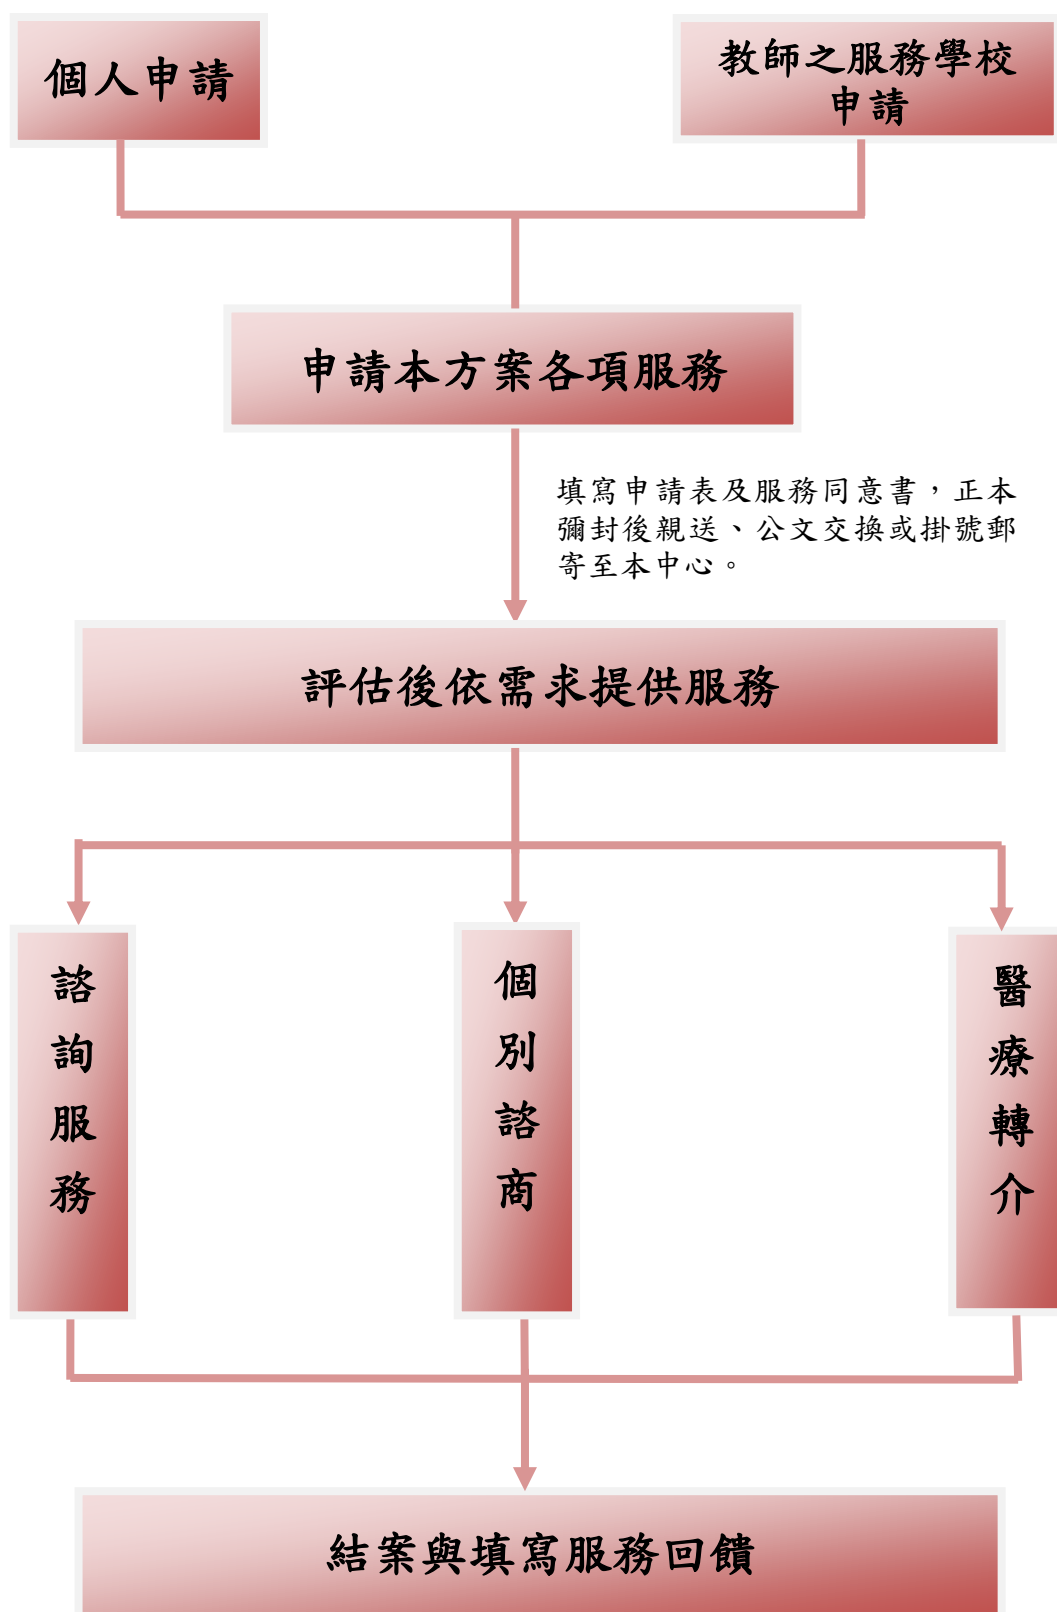 個人申請
教師之服務學校
申請
申請本方案各項服務
填寫申請表及服務同意書，正本
彌封後親送、公文交換或掛號郵
寄至本中心。
評估後依需求提供服務
諮詢服務
個別諮商
醫療轉介
結案與填寫服務回饋